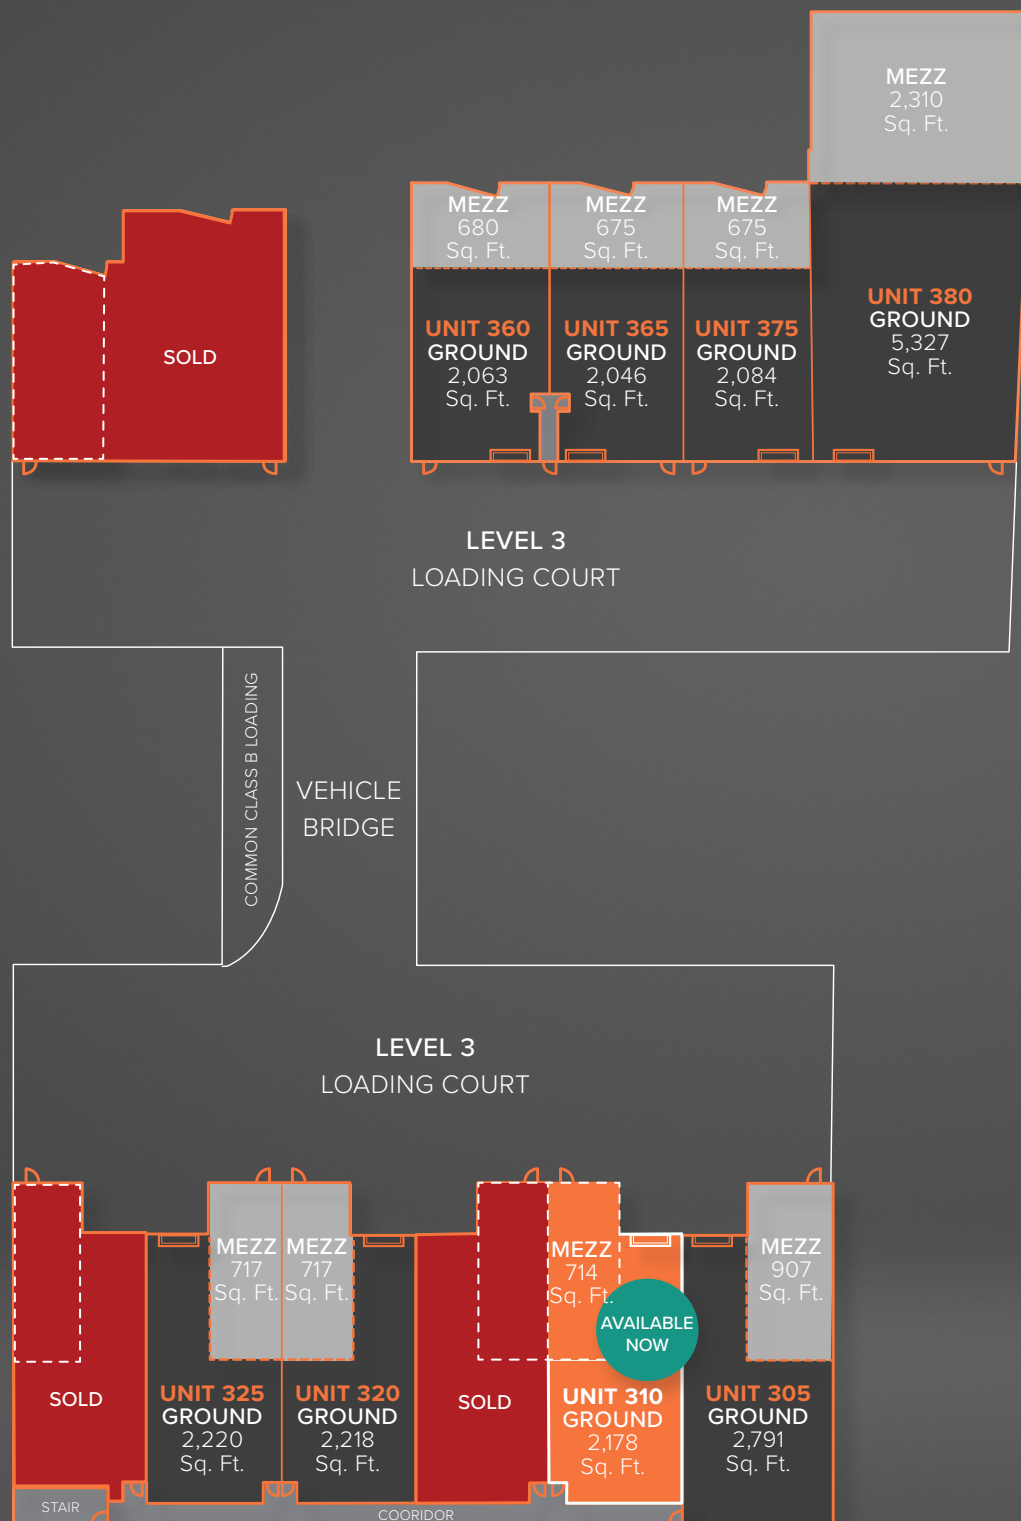 MEZZ
2,310
Sq. Ft.
MEZZ
680
Sq. Ft.
MEZZ
675
Sq. Ft.
MEZZ
675
Sq. Ft.
UNIT 380
GROUND
5,327
Sq. Ft.
SOLD
UNIT 360
GROUND
2,063
Sq. Ft.
UNIT 365
GROUND
2,046
Sq. Ft.
UNIT 375
GROUND
2,084
Sq. Ft.
LEVEL 3
LOADING COURT
COMMON CLASS B LOADING
VEHICLE
BRIDGE
LEVEL 3
LOADING COURT
MEZZ
717
Sq. Ft.
MEZZ
717
Sq. Ft.
MEZZ
714
Sq. Ft.
MEZZ
907
Sq. Ft.
AVAILABLE
NOW
SOLD
UNIT 325
GROUND
2,220
Sq. Ft.
UNIT 320
GROUND
2,218
Sq. Ft.
SOLD
UNIT 310
GROUND
2,178
Sq. Ft.
UNIT 305
GROUND
2,791
Sq. Ft.
STAIR
COORIDOR